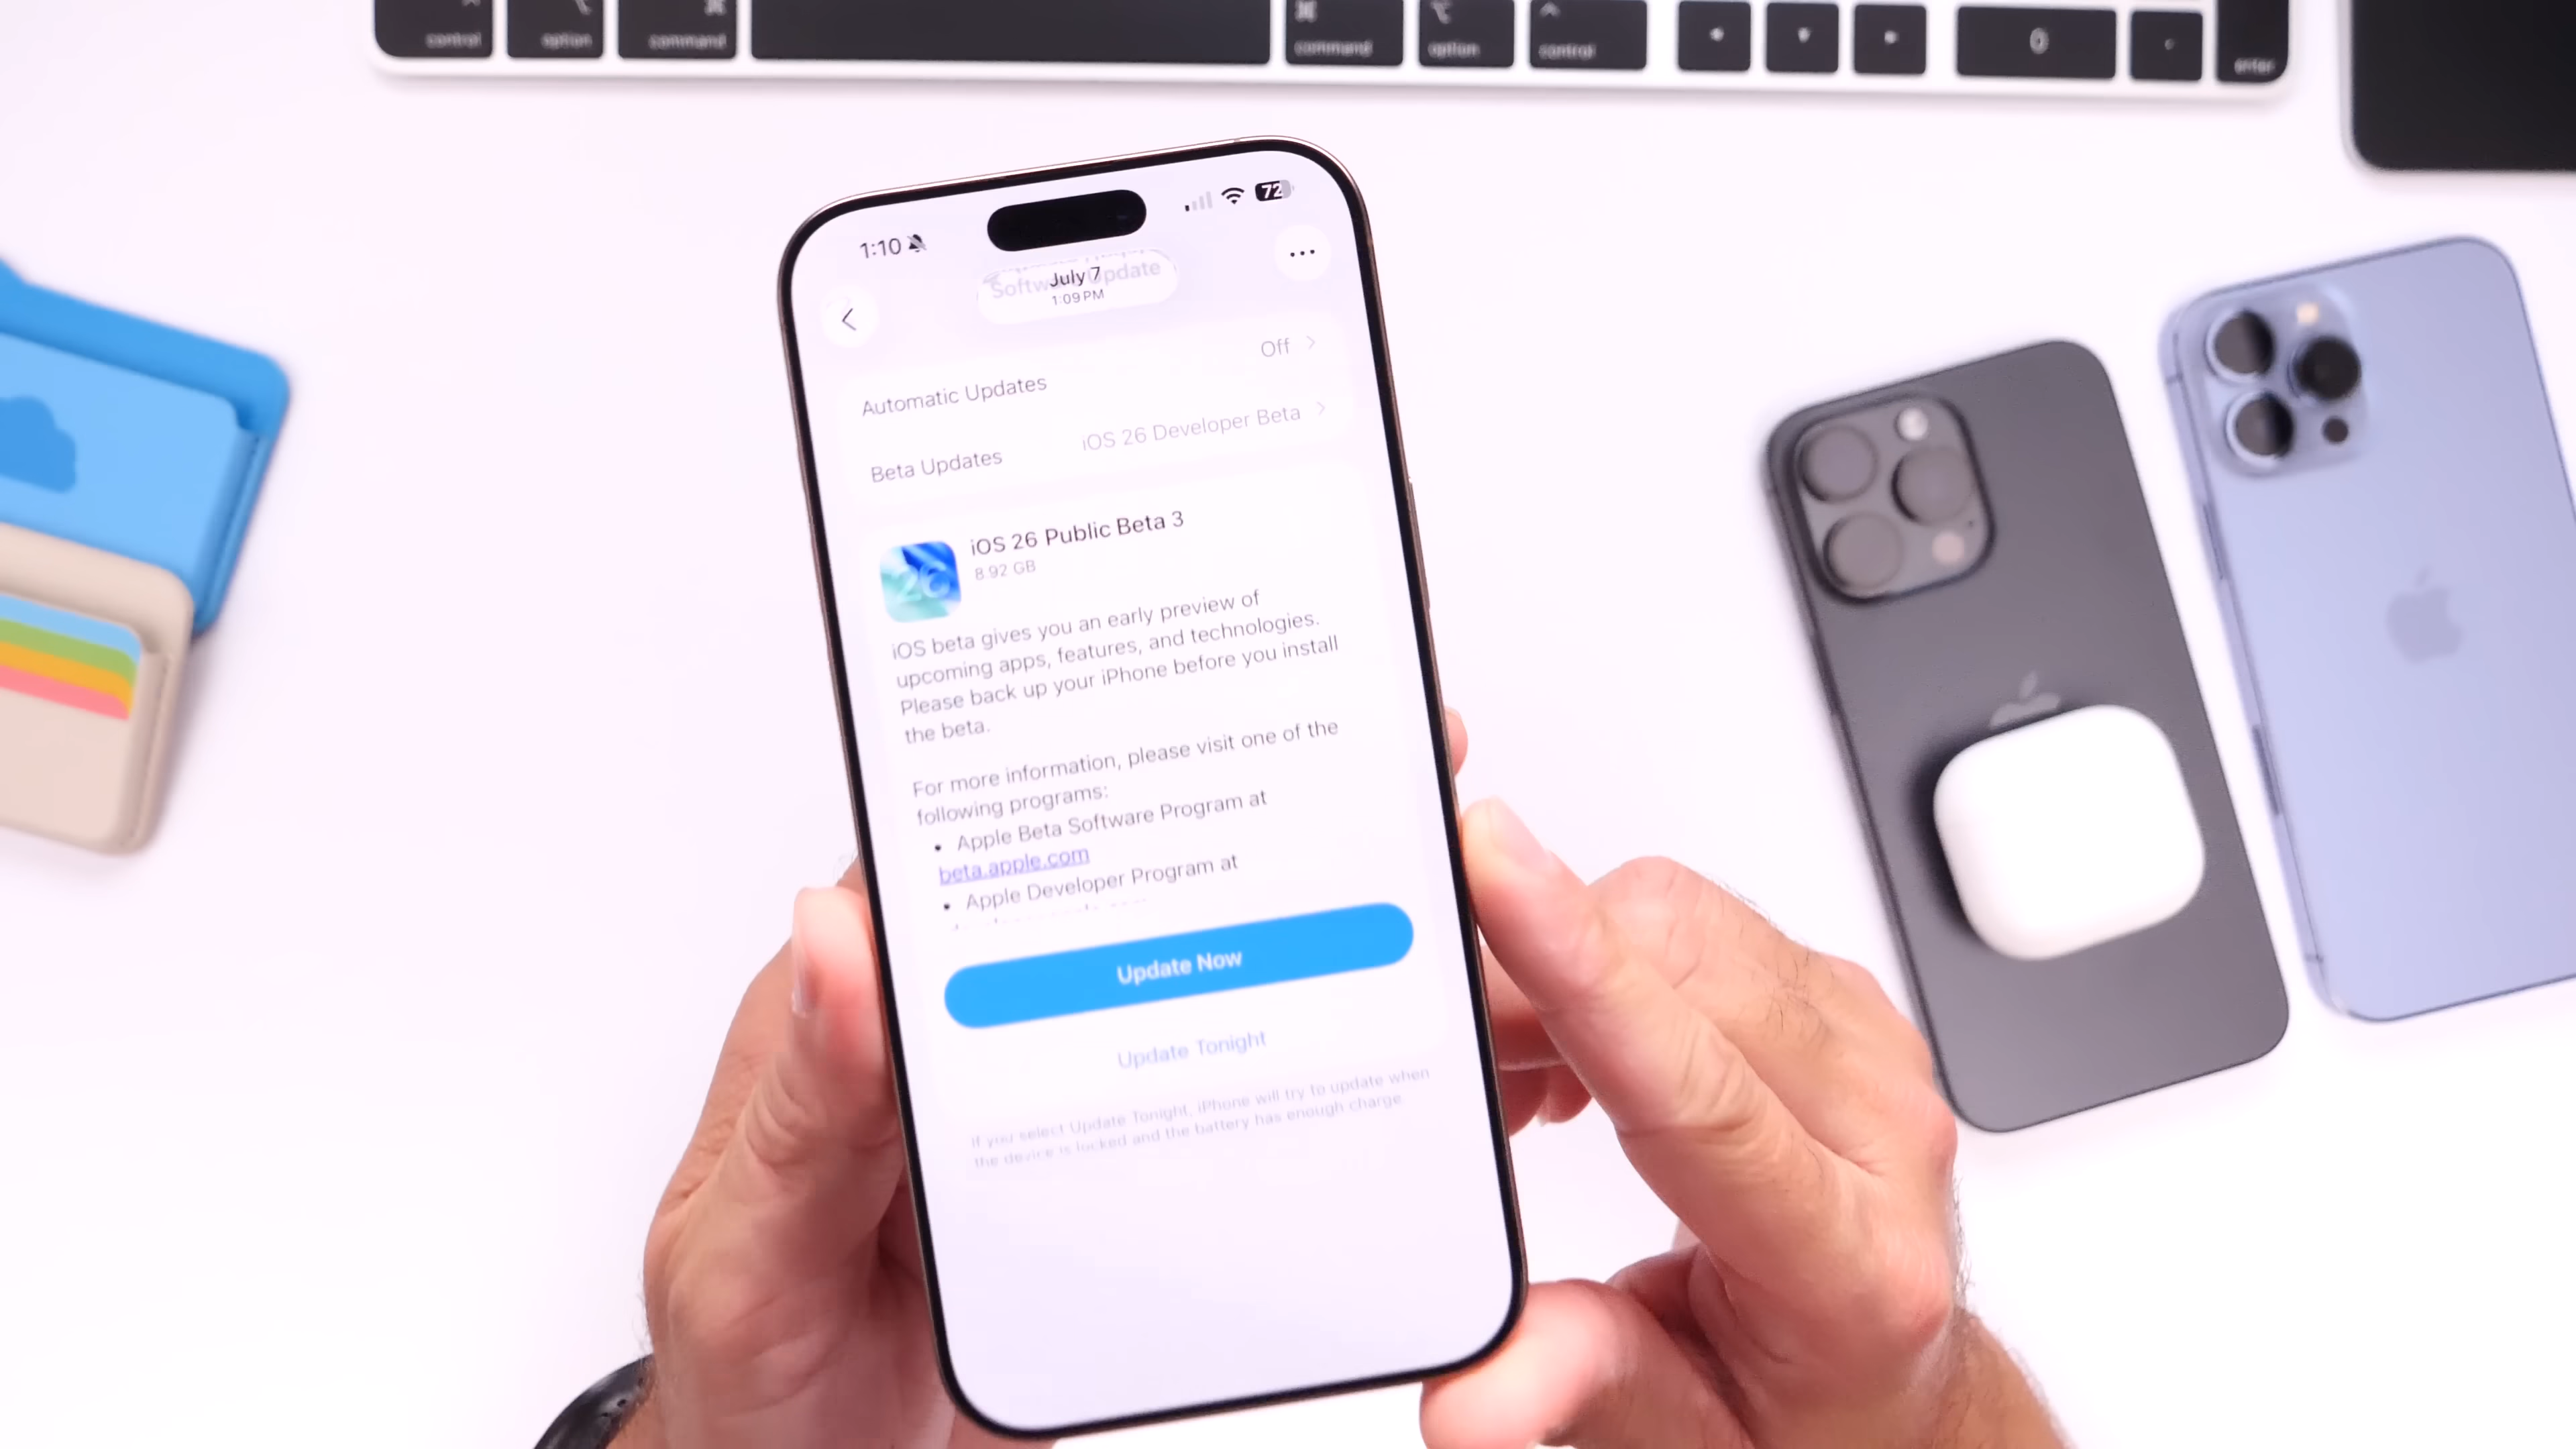 control
option
command
command
option
control
0
enter
1:10
72
Software Update
July 7
1:09 PM
Off
Automatic Updates
iOS 26 Developer Beta
Beta Updates
iOS 26 Public Beta 3
8.92 GB
26
iOS beta gives you an early preview of
upcoming apps, features, and technologies.
Please back up your iPhone before you install
the beta.
For more information, please visit one of the
following programs:
• Apple Beta Software Program at
beta.apple.com
• Apple Developer Program at
Update Now
Update Tonight
If you select Update Tonight, iPhone will try to update when
the device is locked and the battery has enough charge.